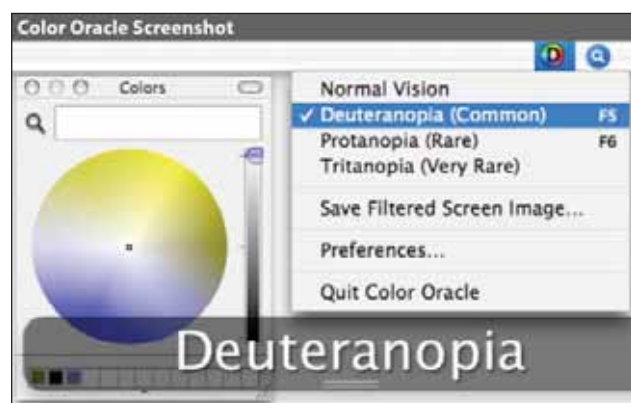 Color Oracle Screenshot
D
Colors
Normal Vision
✓ Deuteranopia (Common) F5
Protanopia (Rare) F6
Tritanopia (Very Rare)
Save Filtered Screen Image...
Preferences...
Quit Color Oracle
Deuteranopia